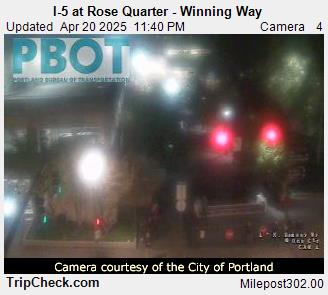 I-5 at Rose Quarter - Winning Way
Updated Apr 20 2025 11:40 PM Camera 4
PBOT
PORTLAND BUREAU OF TRANSPORTATION
Camera courtesy of the City of Portland
TripCheck.com Milepost302.00